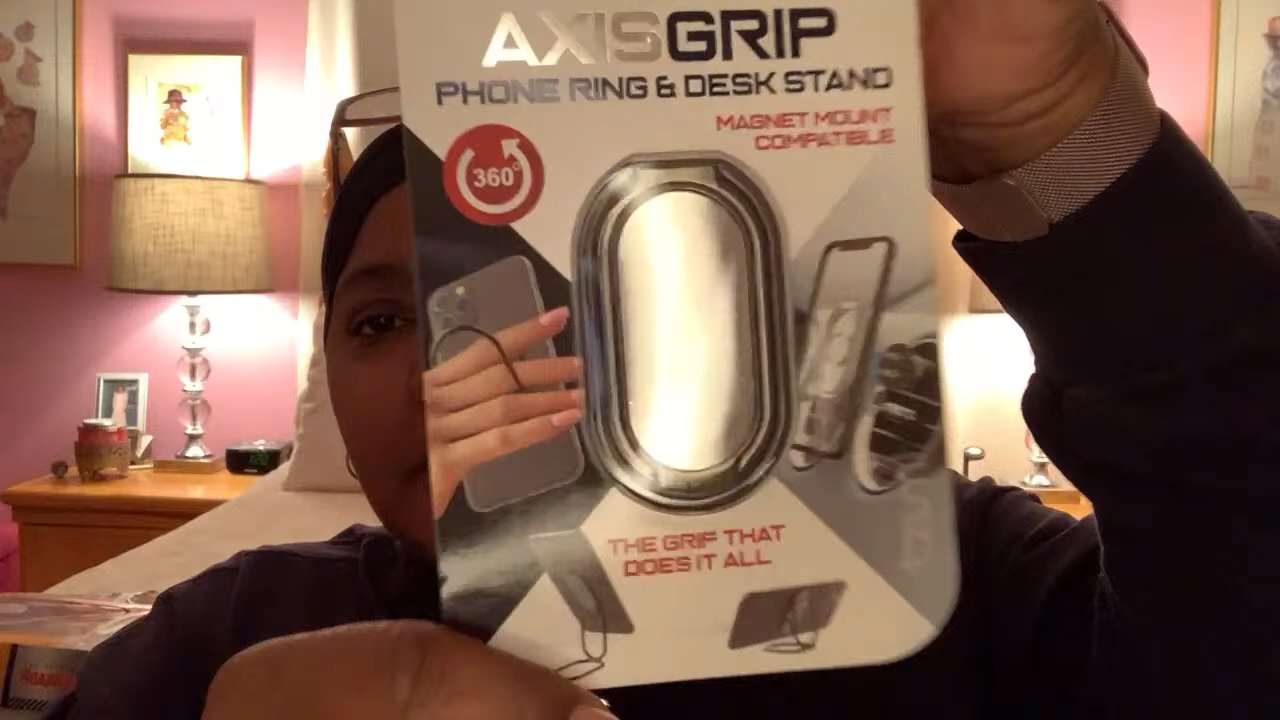 AXISGRIP
PHONE RING & DESK STAND
MAGNET MOUNT
COMPATIBLE
360°
THE GRIP THAT
DOES IT ALL